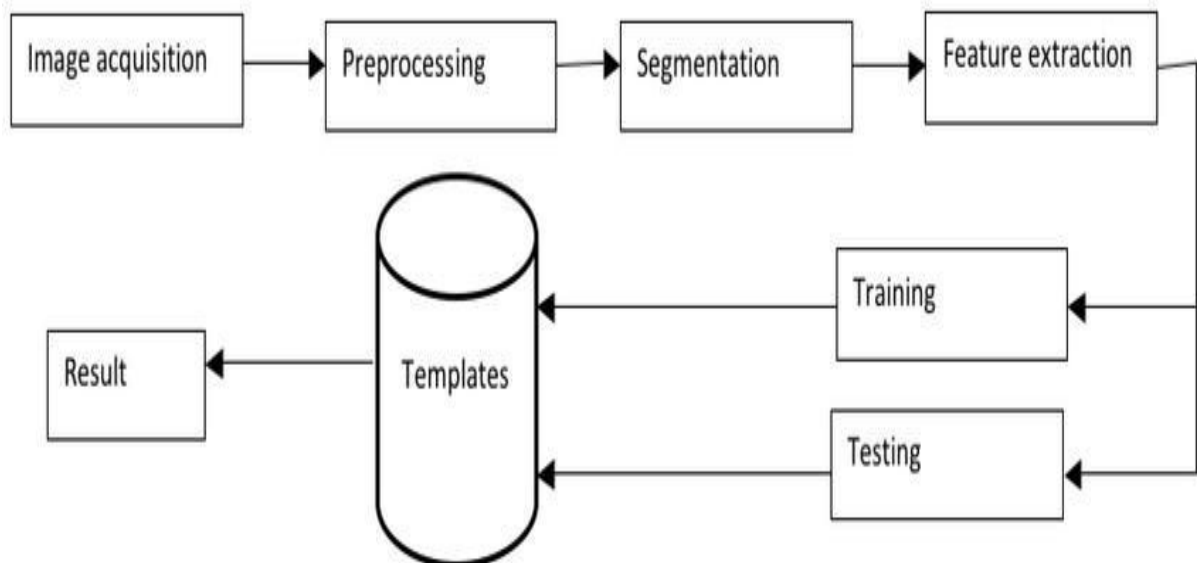 Image acquisition
Preprocessing
Segmentation
Feature extraction
Training
Templates
Result
Testing